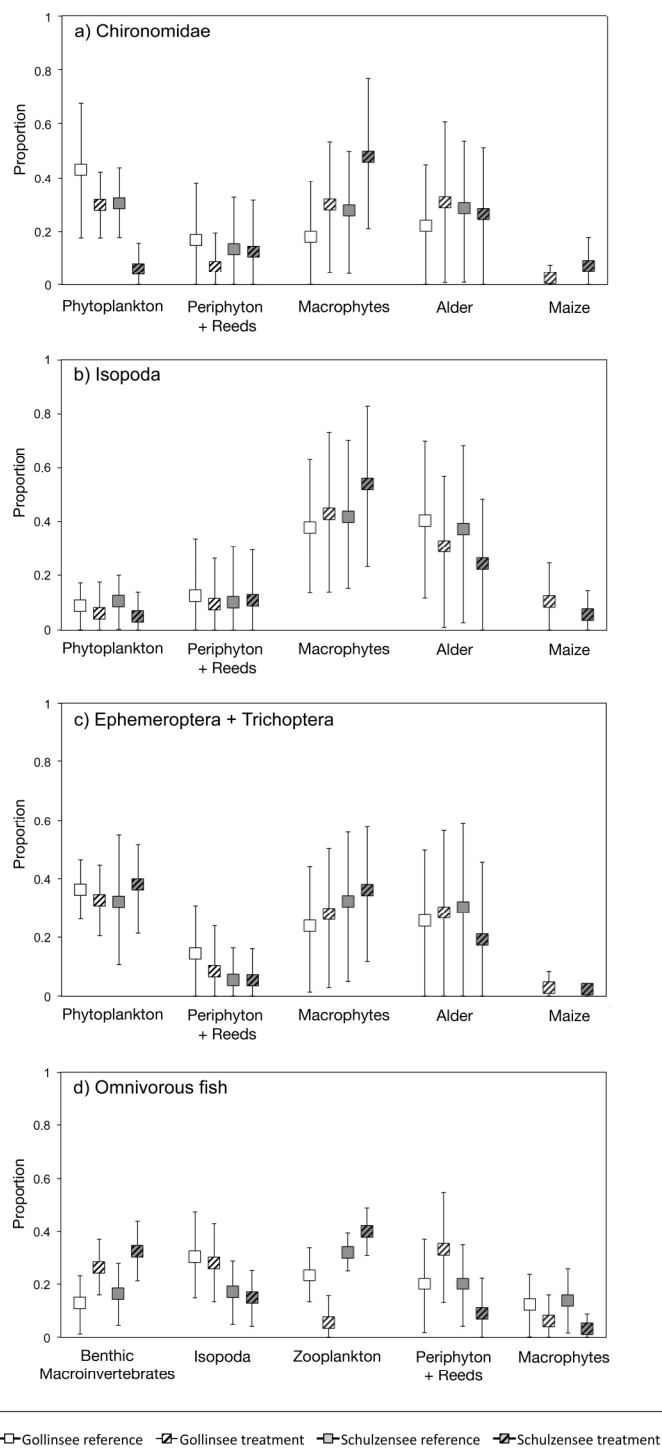 a) Chironomidae
Proportion
1
0.8
0.6
0.4
0.2
0
Phytoplankton
Periphyton
+ Reeds
Macrophytes
Alder
Maize
b) Isopoda
Proportion
1
0.8
0.6
0.4
0.2
0
Phytoplankton
Periphyton
+ Reeds
Macrophytes
Alder
Maize
c) Ephemeroptera + Trichoptera
Proportion
1
0.8
0.6
0.4
0.2
0
Phytoplankton
Periphyton
+ Reeds
Macrophytes
Alder
Maize
d) Omnivorous fish
Proportion
1
0.8
0.6
0.4
0.2
0
Benthic
Macroinvertebrates
Isopoda
Zooplankton
Periphyton
+ Reeds
Macrophytes
Gollinsee reference Gollinsee treatment Schulzensee reference Schulzensee treatment